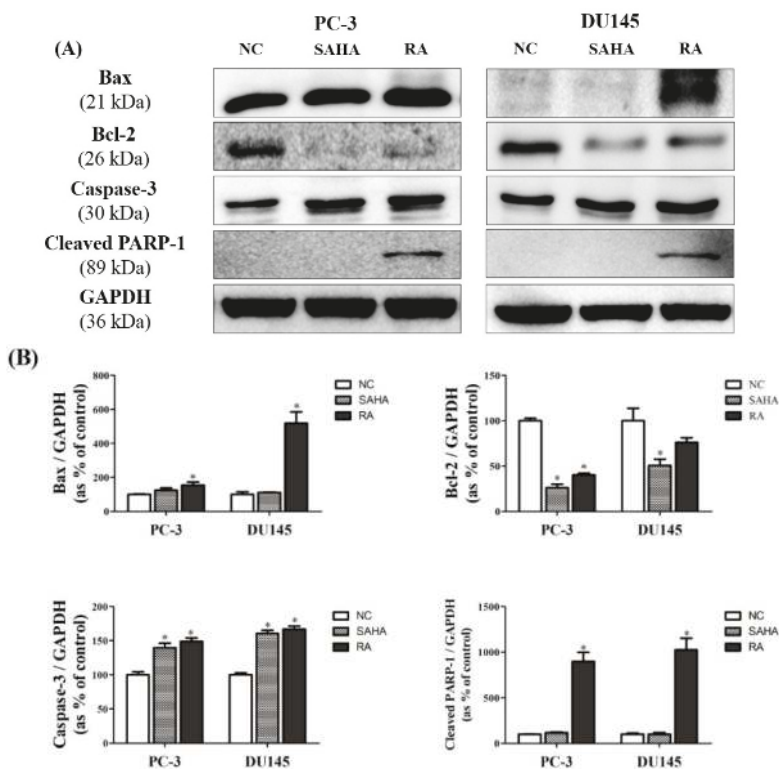 PC-3 DU145
(A) NC SAHA RA NC SAHA RA
Bax
(21 kDa)
Bcl-2
(26 kDa)
Caspase-3
(30 kDa)
Cleaved PARP-1
(89 kDa)
GAPDH
(36 kDa)
(B)
Bax / GAPDH
(as % of control)
800
600
400
200
0
*
*
PC-3 DU145
NC
SAHA
RA
Bcl-2 / GAPDH
(as % of control)
150
100
50
0
*
*
*
PC-3 DU145
NC
SAHA
RA
Caspase-3 / GAPDH
(as % of control)
200
150
100
50
0
*
*
*
*
PC-3 DU145
NC
SAHA
RA
Cleaved PARP-1 / GAPDH
(as % of control)
1500
1000
500
0
*
*
PC-3 DU145
NC
SAHA
RA